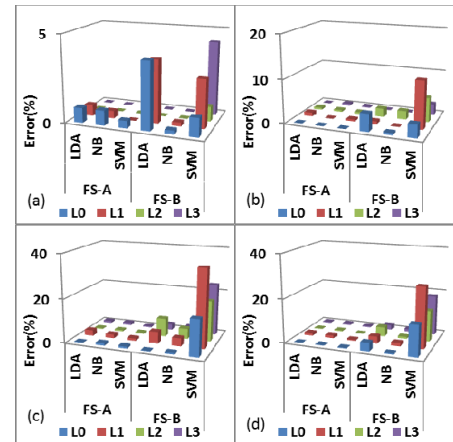 5
0
Error(%)
LDA NB SVM LDA NB SVM
FS-A FS-B
(a)
L0 L1 L2 L3
20
10
0
Error(%)
LDA NB SVM LDA NB SVM
FS-A FS-B
(b)
L0 L1 L2 L3
40
20
0
Error(%)
LDA NB SVM LDA NB SVM
FS-A FS-B
(c)
L0 L1 L2 L3
40
20
0
Error(%)
LDA NB SVM LDA NB SVM
FS-A FS-B
(d)
L0 L1 L2 L3